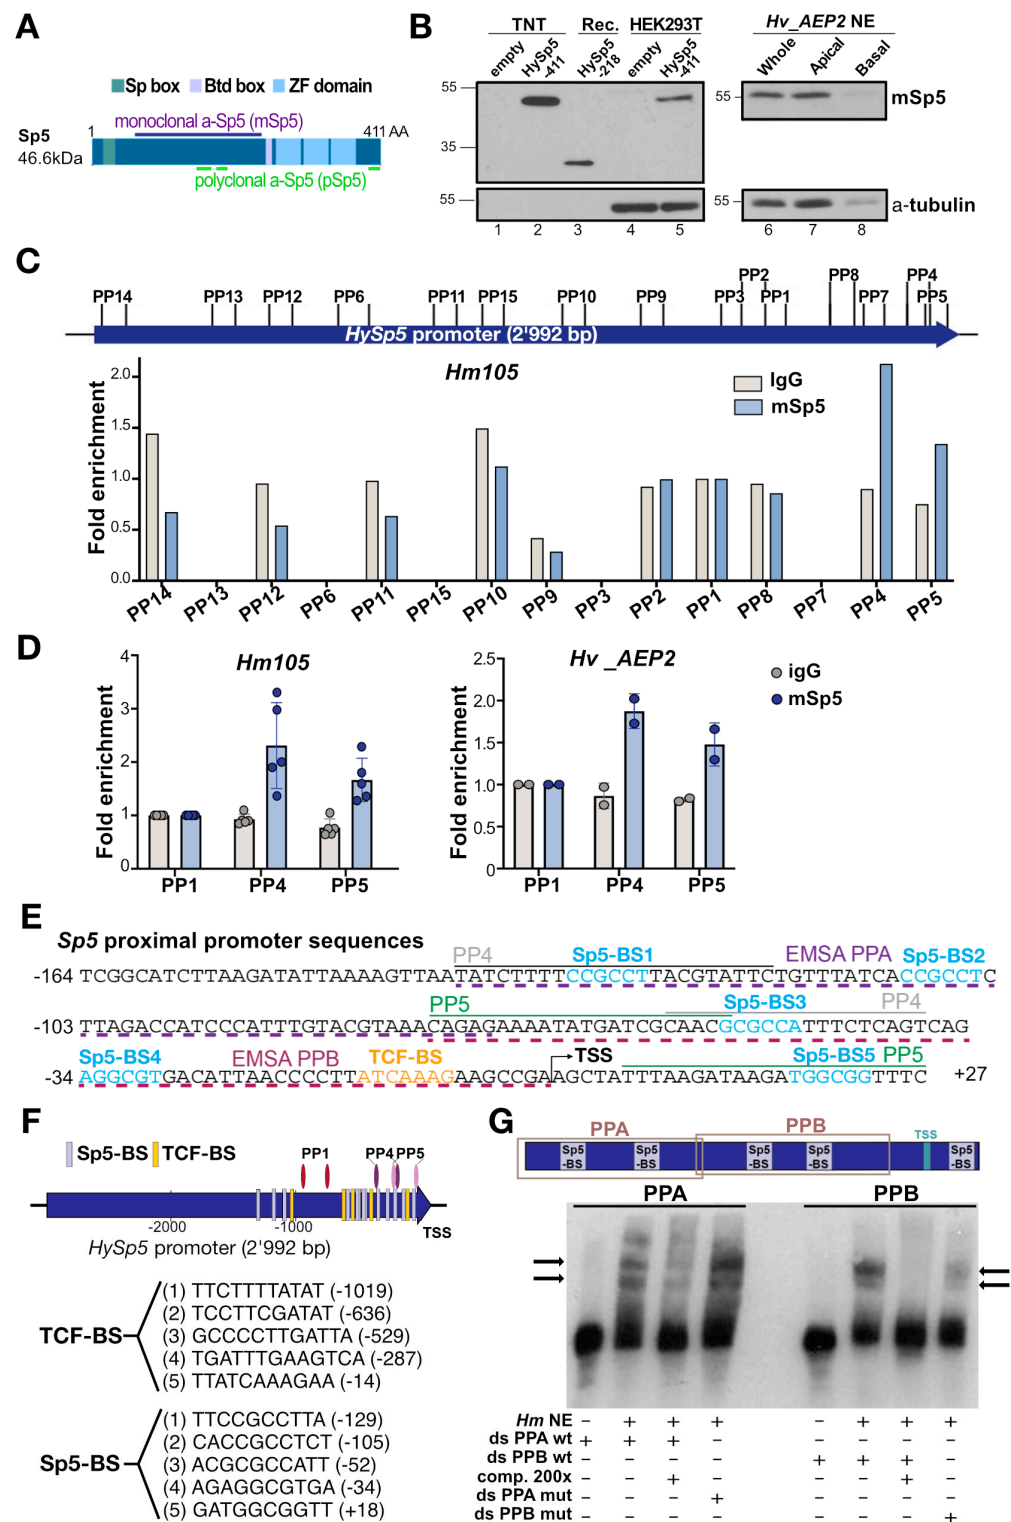 A
Sp box Btd box ZF domain
monoclonal a-Sp5 (mSp5)
Sp5 1 411 AA
46.6kDa
polyclonal a-Sp5 (pSp5)
B
TNT Rec. HEK293T Hv_AEP2 NE
empty HySp5-411 HySp5-218 empty HySp5-411 Whole Apical Basal
55 55 mSp5
35
55 55 a-tubulin
1 2 3 4 5 6 7 8
C
PP2 PP8 PP4
PP14 PP13 PP12 PP6 PP11 PP15 PP10 PP9 PP3 PP1 PP7 PP5
HySp5 promoter (2'992 bp)
Hm105
IgG
mSp5
Fold enrichment
2.0
1.5
1.0
0.5
0.0
PP14 PP13 PP12 PP6 PP11 PP15 PP10 PP9 PP3 PP2 PP1 PP8 PP7 PP4 PP5
D
Hm105
Fold enrichment
4
3
2
1
0
PP1 PP4 PP5
Hv _AEP2
Fold enrichment
2.5
2.0
1.5
1.0
0.5
0
PP1 PP4 PP5
igG
mSp5
E
Sp5 proximal promoter sequences
PP4 Sp5-BS1 EMSA PPA Sp5-BS2
-164 TCGGCATCTTAAGATATTAAAAGTTAATATCTTTTCCGCCTTACGTATTCTGTTTATCACCGCCTC
PP5 Sp5-BS3 PP4
-103 TTAGACCATCCCATTTGTACGTAAACAGAGAAAATATGATCGCAACGCGCCATTTCTCAGTCAG
Sp5-BS4 EMSA PPB TCF-BS TSS Sp5-BS5 PP5
-34 AGGCGTGACATTAACCCCTTATCAAAGAAGCCGAAGCTATTTAAGATAAGATGGCGGTTTC +27
F
Sp5-BS TCF-BS PP1 PP4 PP5
-2000 -1000 TSS
HySp5 promoter (2'992 bp)
TCF-BS
(1) TTCTTTTATAT (-1019)
(2) TCCTTCGATAT (-636)
(3) GCCCCTTGATTA (-529)
(4) TGATTTGAAGTCA (-287)
(5) TTATCAAAGAA (-14)
Sp5-BS
(1) TTCCGCCTTA (-129)
(2) CACCGCCTCT (-105)
(3) ACGCGCCATT (-52)
(4) AGAGGCGTGA (-34)
(5) GATGGCGGTT (+18)
G
PPA PPB TSS
Sp5-BS Sp5-BS Sp5-BS Sp5-BS Sp5-BS
PPA PPB
Hm NE – + + + – + + +
ds PPA wt + + + – – – – –
ds PPB wt – – – – + + + –
comp. 200x – – + – – – + –
ds PPA mut – – – + – – – –
ds PPB mut – – – – – – – +